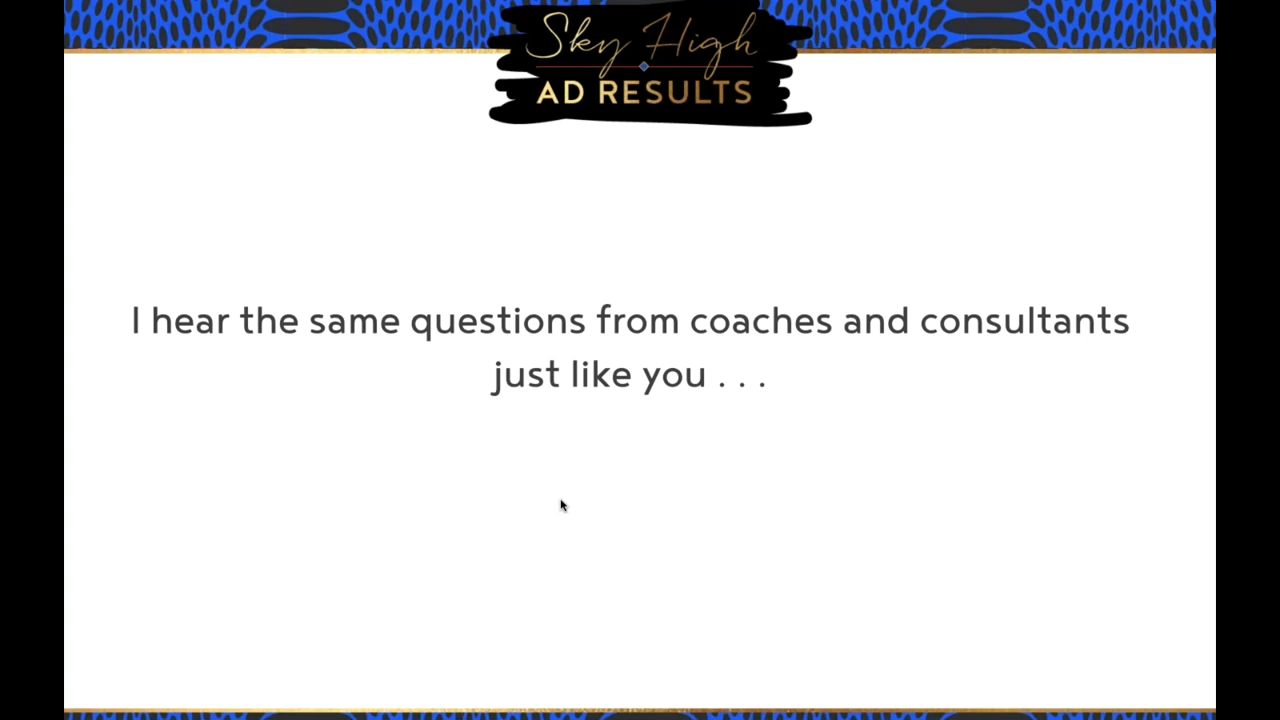 Sky High
AD RESULTS
I hear the same questions from coaches and consultants
just like you . . .